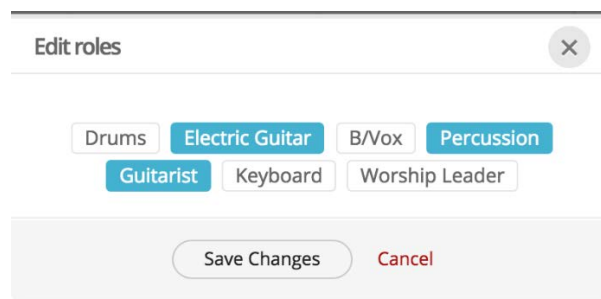 Edit roles
Drums Electric Guitar B/Vox Percussion
Guitarist Keyboard Worship Leader
Save Changes Cancel